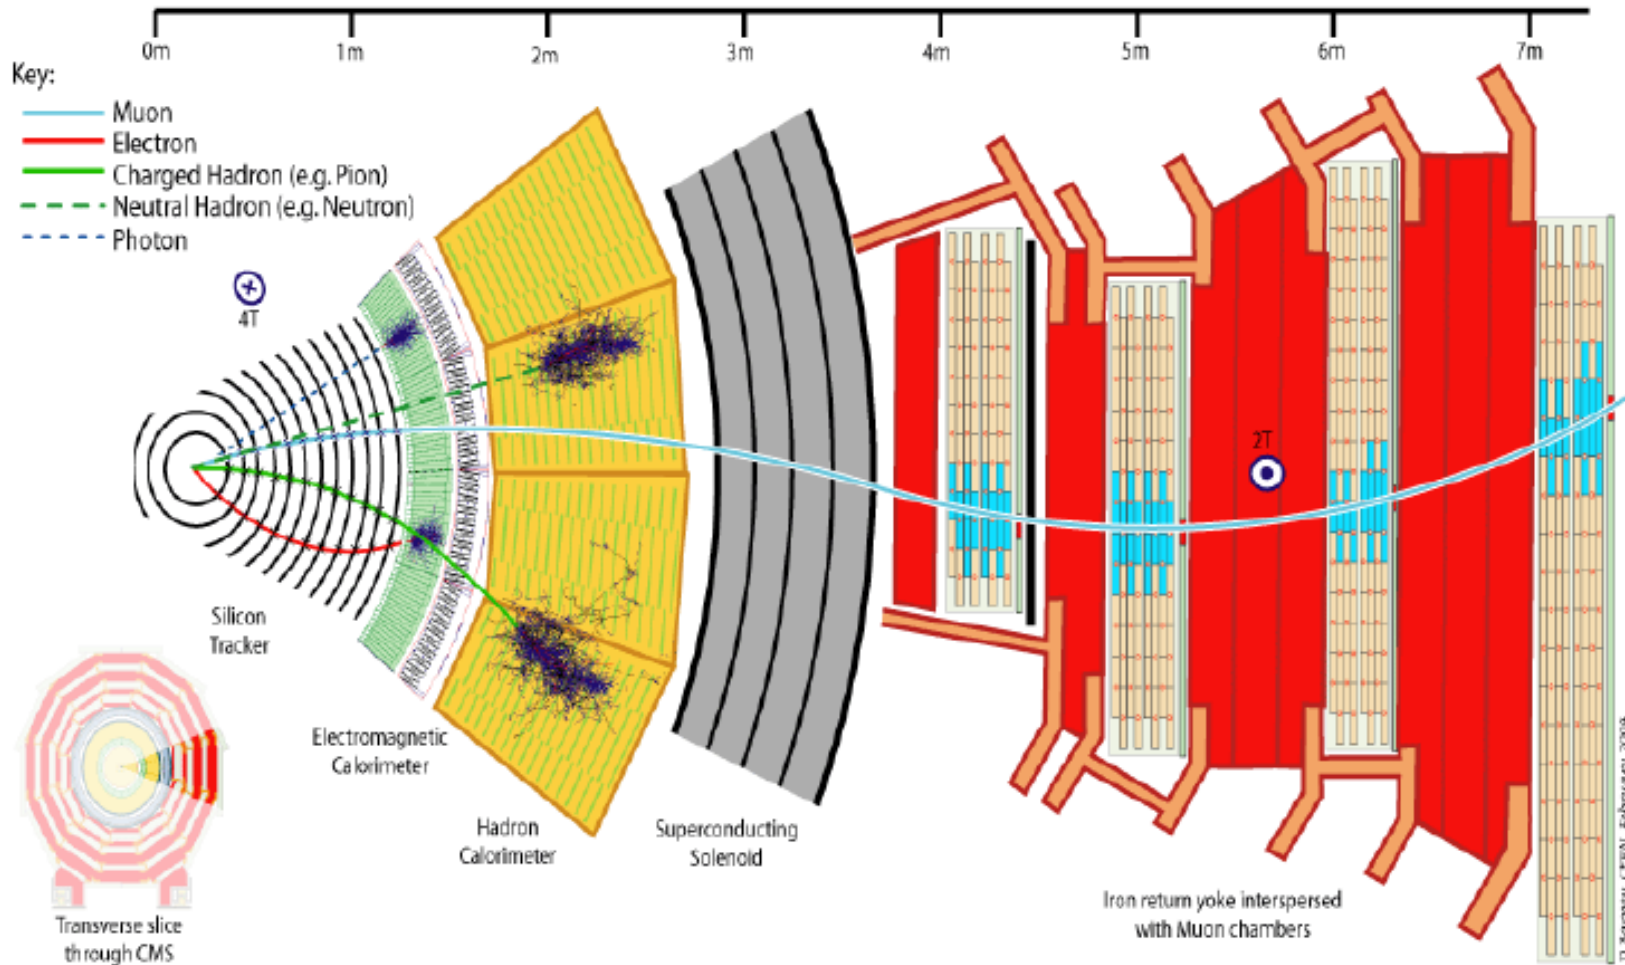 0m 1m 2m 3m 4m 5m 6m 7m
Key:
Muon
Electron
Charged Hadron (e.g. Pion)
Neutral Hadron (e.g. Neutron)
Photon
4T
2T
Silicon
Tracker
Electromagnetic
Calorimeter
Hadron
Calorimeter
Superconducting
Solenoid
Iron return yoke interspersed
with Muon chambers
Transverse slice
through CMS